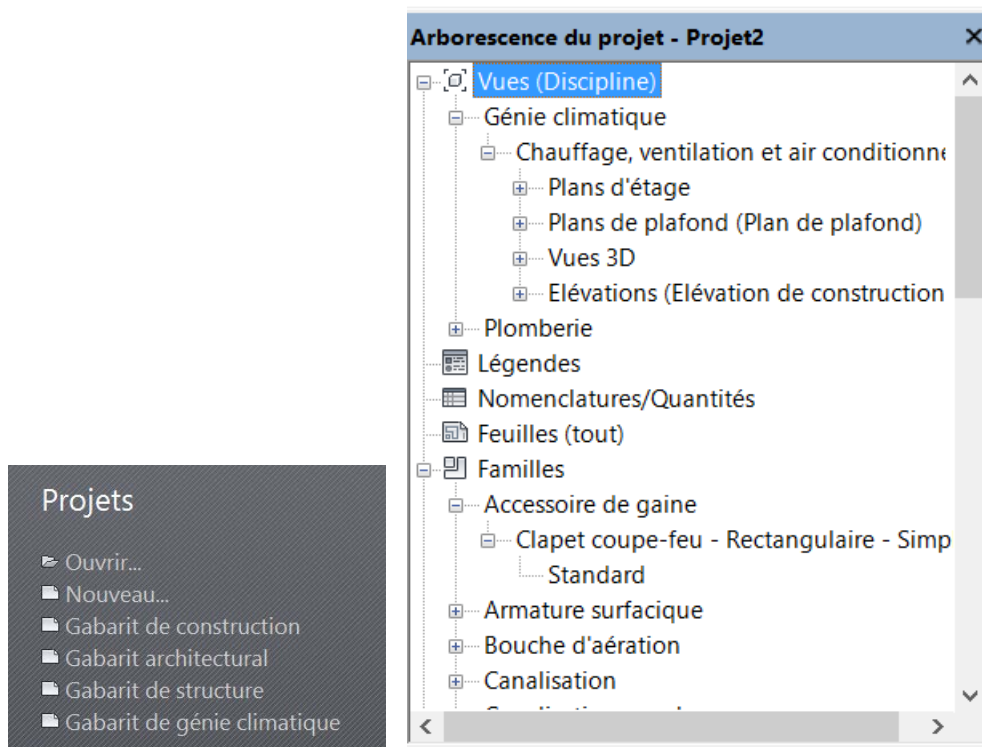 Projets
Ouvrir...
Nouveau...
Gabarit de construction
Gabarit architectural
Gabarit de structure
Gabarit de génie climatique
Arborescence du projet - Projet2
Vues (Discipline)
Génie climatique
Chauffage, ventilation et air conditionne
Plans d'étage
Plans de plafond (Plan de plafond)
Vues 3D
Elévations (Elévation de construction
Plomberie
Légendes
Nomenclatures/Quantités
Feuilles (tout)
Familles
Accessoire de gaine
Clapet coupe-feu - Rectangulaire - Simp
Standard
Armature surfacique
Bouche d'aération
Canalisation